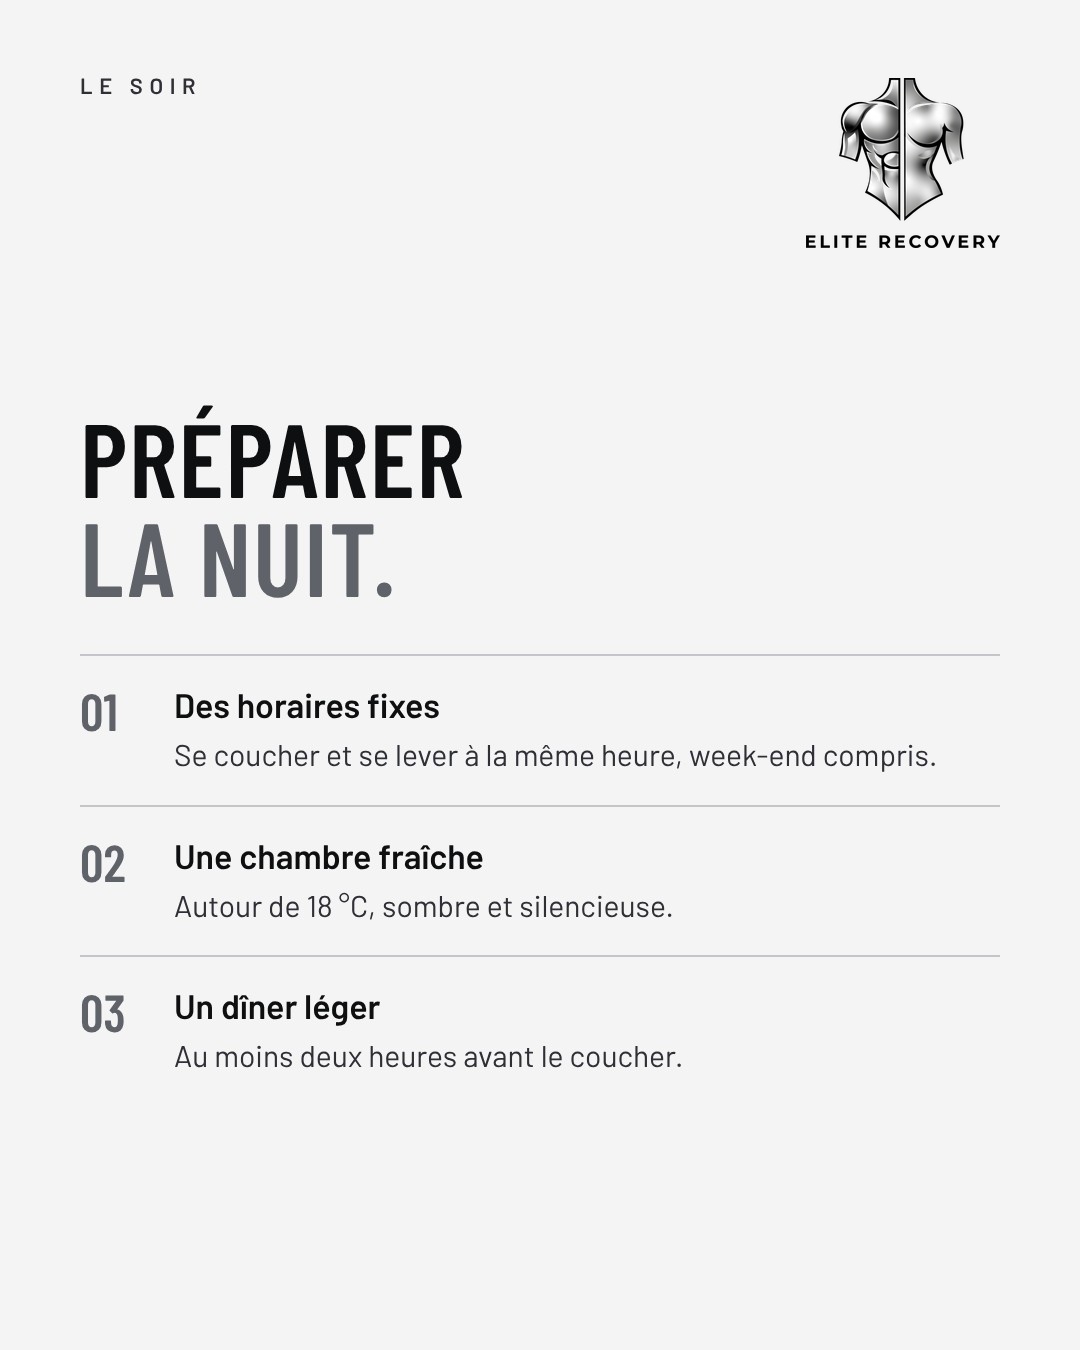 LE SOIR
ELITE RECOVERY
PRÉPARER
LA NUIT.
01
Des horaires fixes
Se coucher et se lever à la même heure, week-end compris.
02
Une chambre fraîche
Autour de 18 °C, sombre et silencieuse.
03
Un dîner léger
Au moins deux heures avant le coucher.